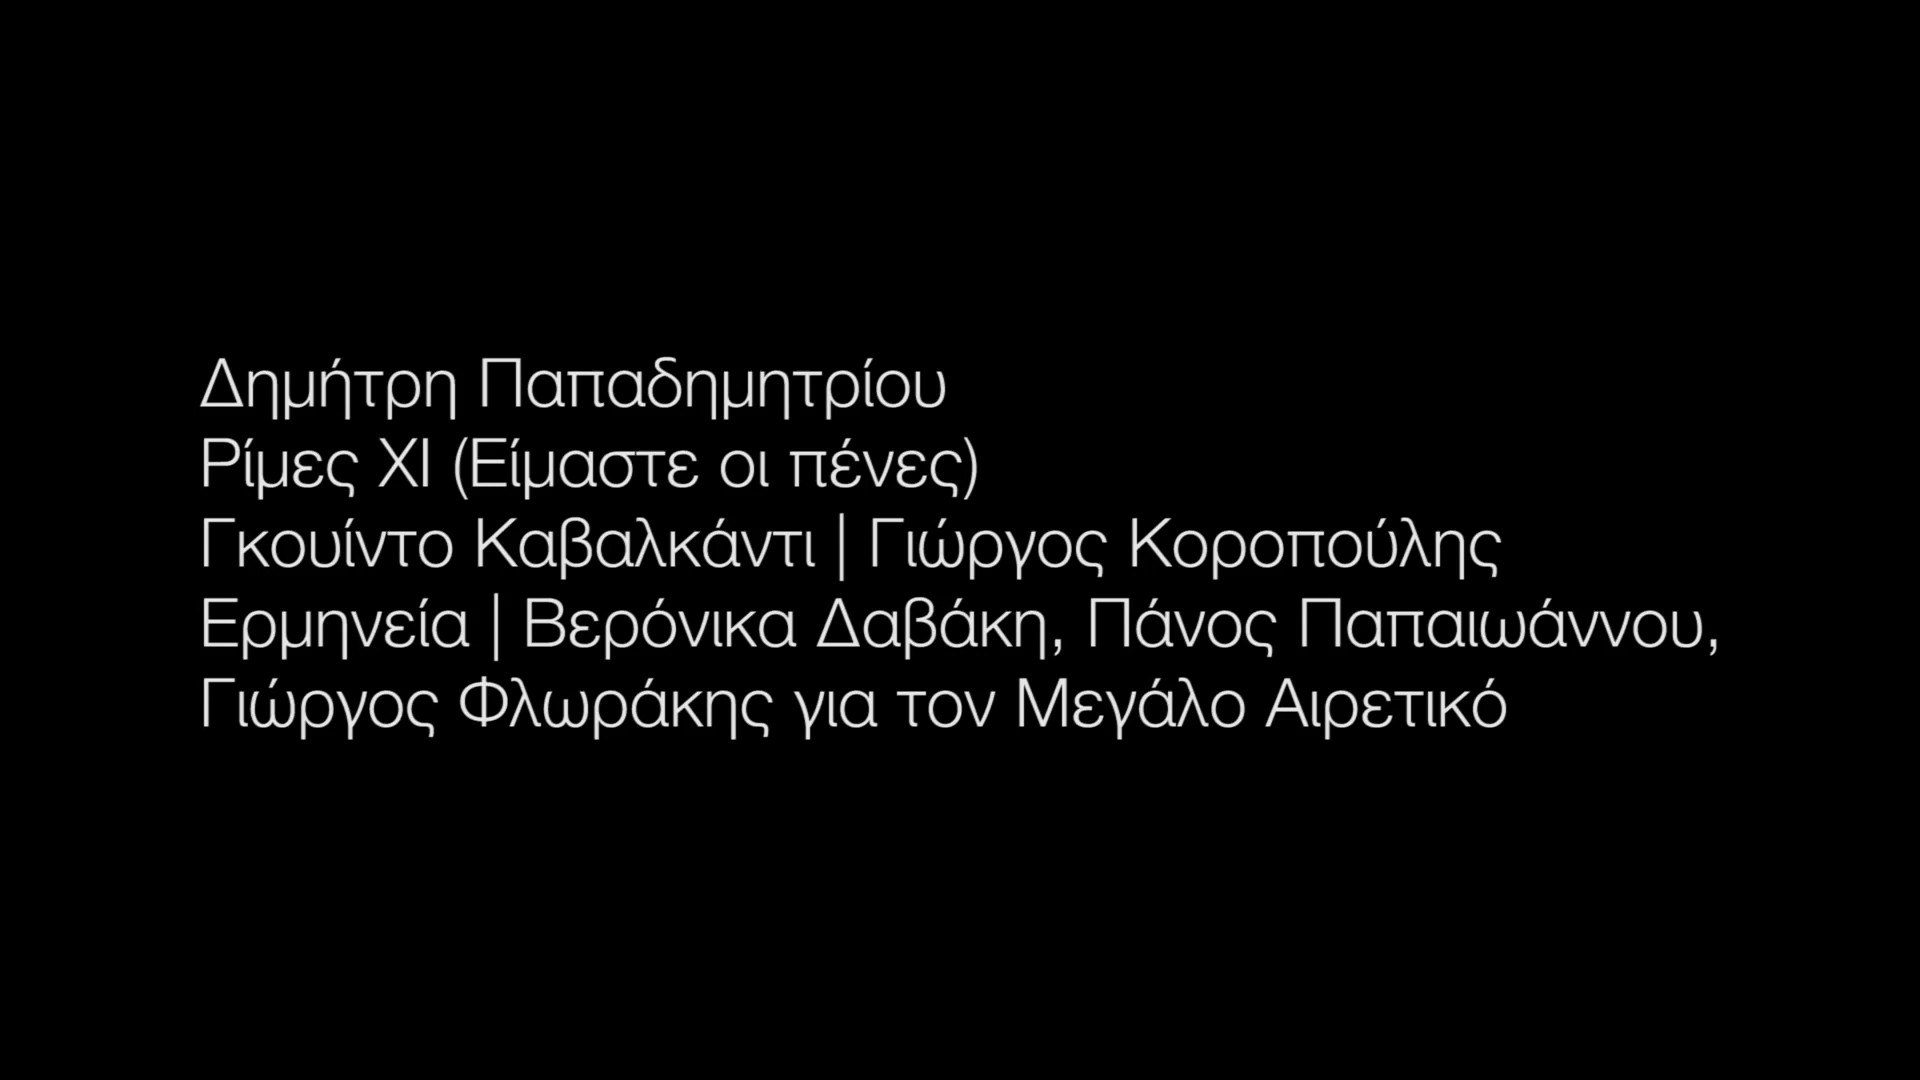 Δημήτρη Παπαδημητρίου
Ρίμες XI (Είμαστε οι πένες)
Γκουίντο Καβαλκάντι | Γιώργος Κοροπούλης
Ερμηνεία | Βερόνικα Δαβάκη, Πάνος Παπαιωάννου,
Γιώργος Φλωράκης για τον Μεγάλο Αιρετικό